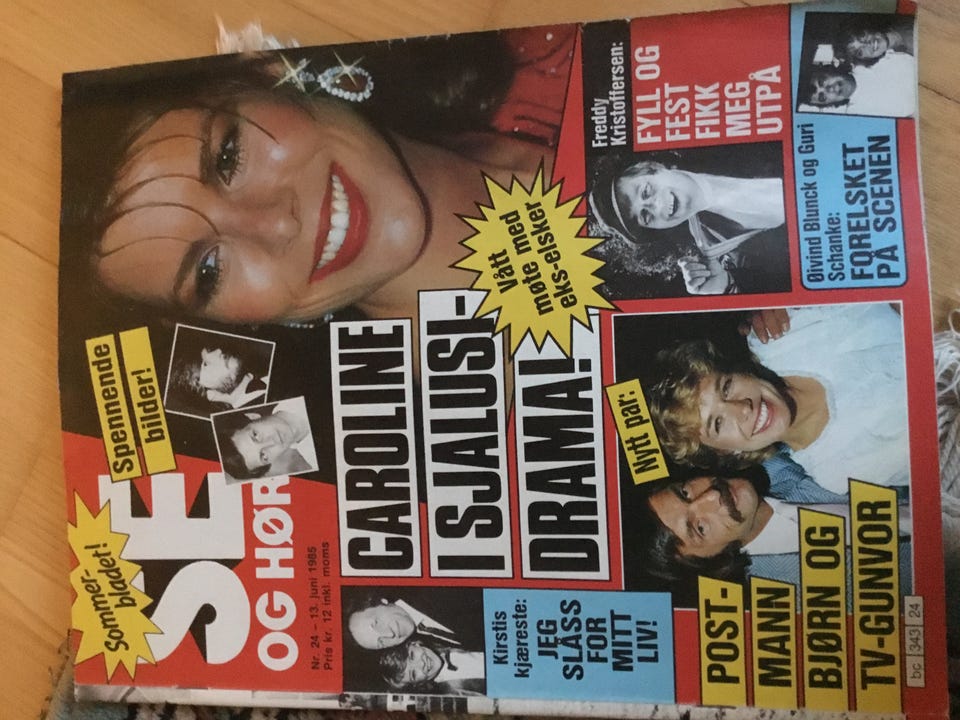 Sommer-
bladet!
SE
OG HØR
Nr. 24 – 13. juni 1985
Pris kr. 12 inkl. moms
Spennende
bilder!
CAROLINE
I SJALUSI-
DRAMA!
Vått
møte med
eks-elsker
Kirstis
kjæreste:
JEG
SLÅSS
FOR
MITT
LIV!
Nytt par:
POST-
MANN
BJØRN OG
TV-GUNVOR
Freddy
Kristoffersen:
FYLL OG
FEST
FIKK
MEG
UTPÅ
Øivind Blunck og Guri
Schanke:
FORELSKET
PÅ SCENEN
bc 343 24